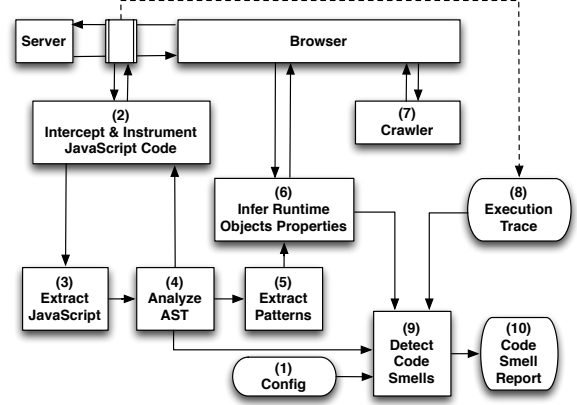 Server
Browser
(2)
Intercept & Instrument
JavaScript Code
(7)
Crawler
(6)
Infer Runtime
Objects Properties
(8)
Execution
Trace
(3)
Extract
JavaScript
(4)
Analyze
AST
(5)
Extract
Patterns
(9)
Detect
Code
Smells
(10)
Code
Smell
Report
(1)
Config